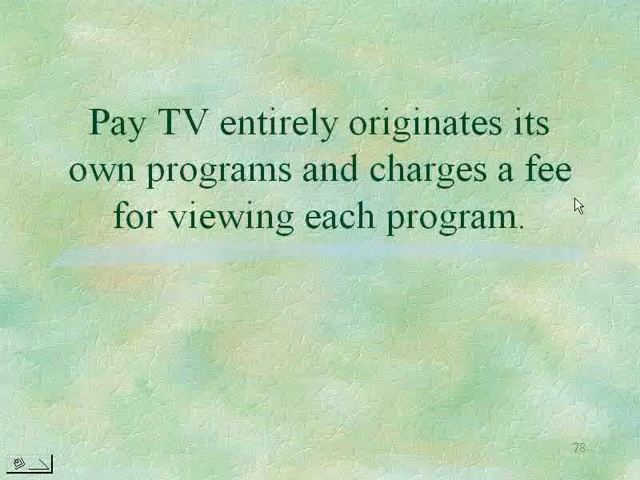 Pay TV entirely originates its
own programs and charges a fee
for viewing each program.
78